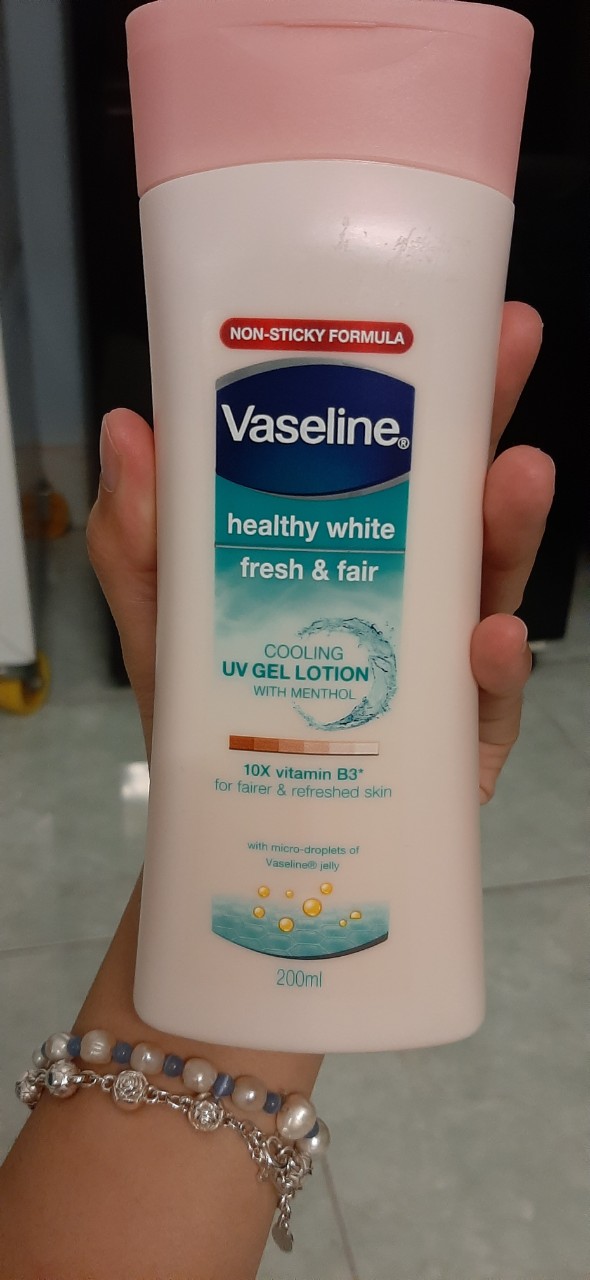 NON-STICKY FORMULA
Vaseline®
healthy white
fresh & fair
COOLING
UV GEL LOTION
WITH MENTHOL
10X vitamin B3*
for fairer & refreshed skin
with micro-droplets of
Vaseline® jelly
200ml